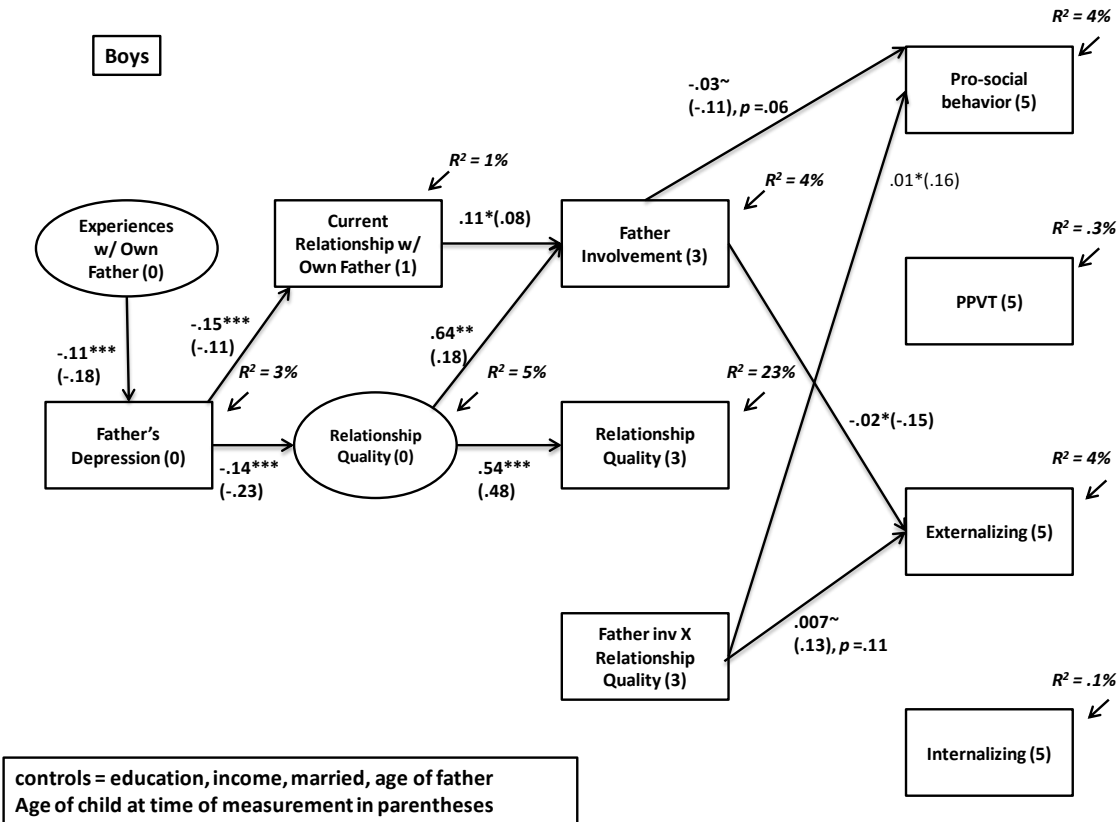 Boys
R² = 4%
Pro-social
behavior (5)
-.03~
(-.11), p =.06
R² = 1%
.01*(.16)
R² = 4%
Experiences
w/ Own
Father (0)
Current
Relationship w/
Own Father (1)
.11*(.08)
Father
Involvement (3)
R² = .3%
PPVT (5)
-.15***
(-.11)
.64**
(.18)
-.11***
(-.18)
R² = 3%
R² = 5%
R² = 23%
Father's
Depression (0)
Relationship
Quality (0)
Relationship
Quality (3)
-.02*(-.15)
-.14***
(-.23)
.54***
(.48)
R² = 4%
Externalizing (5)
Father inv X
Relationship
Quality (3)
.007~
(.13), p =.11
R² = .1%
Internalizing (5)
controls = education, income, married, age of father
Age of child at time of measurement in parentheses